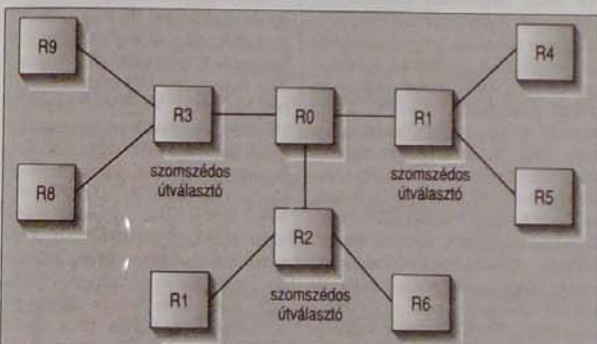 R9
R4
R3
R0
R1
szomszédos
útválasztó
szomszédos
útválasztó
R8
R5
R2
R1
szomszédos
útválasztó
R6